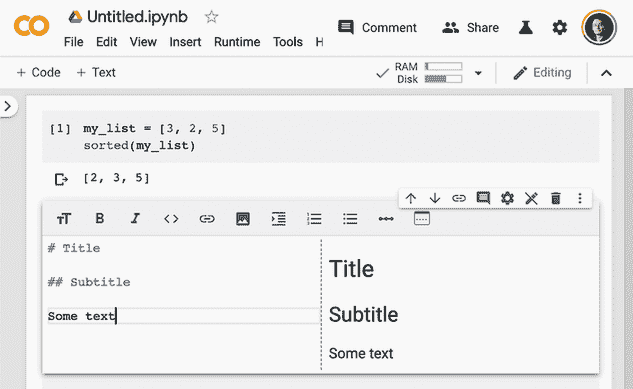 Untitled.ipynb
Comment
Share
File Edit View Insert Runtime Tools H
+ Code + Text
RAM
Disk
Editing
[1] my_list = [3, 2, 5]
sorted(my_list)
[2, 3, 5]
# Title
## Subtitle
Some text
Title
Subtitle
Some text